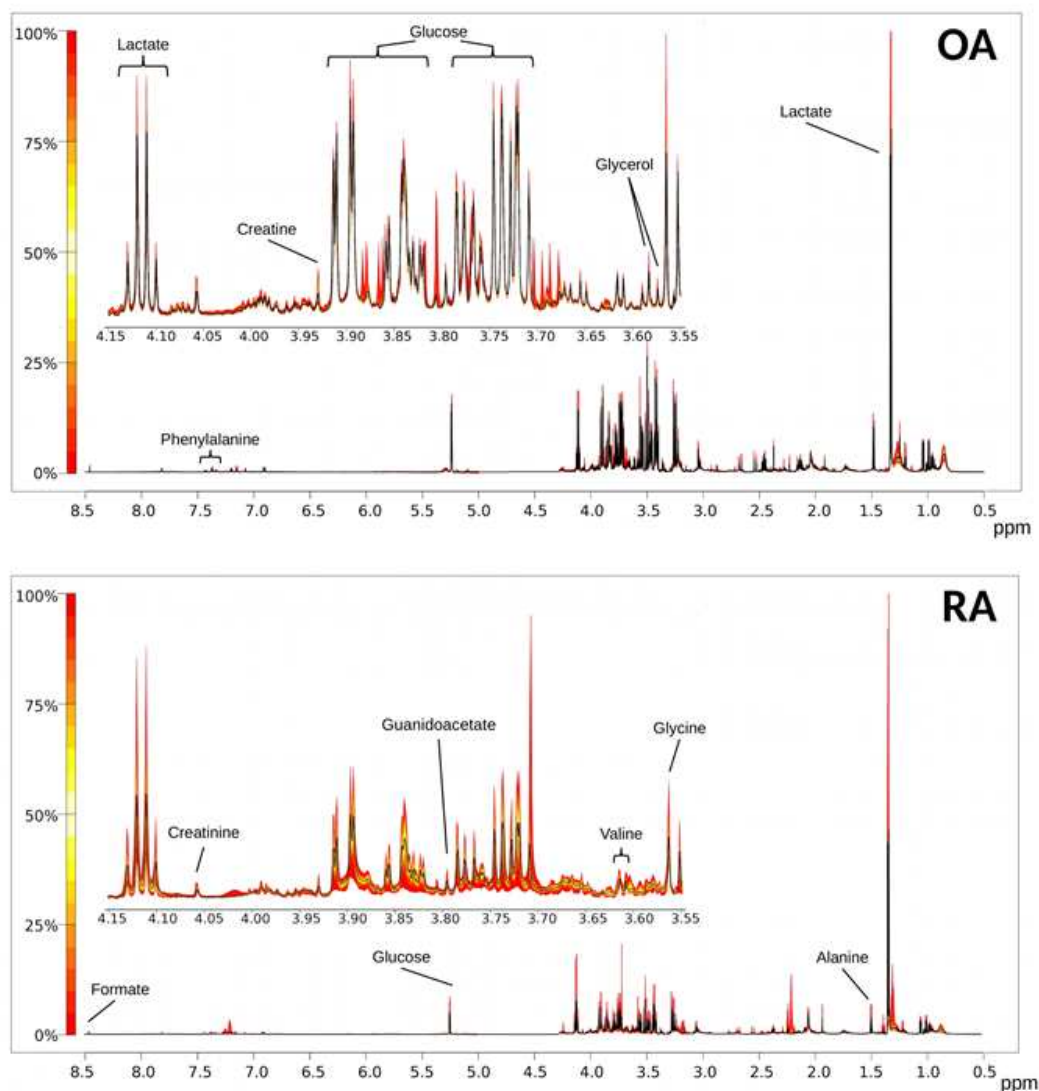 OA
100%
75%
50%
25%
0%
Lactate
Glucose
Lactate
Glycerol
Creatine
4.15 4.10 4.05 4.00 3.95 3.90 3.85 3.80 3.75 3.70 3.65 3.60 3.55
Phenylalanine
8.5 8.0 7.5 7.0 6.5 6.0 5.5 5.0 4.5 4.0 3.5 3.0 2.5 2.0 1.5 1.0 0.5
ppm
RA
100%
75%
50%
25%
0%
Guanidoacetate
Glycine
Creatinine
Valine
4.15 4.10 4.05 4.00 3.95 3.90 3.85 3.80 3.75 3.70 3.65 3.60 3.55
Glucose
Alanine
Formate
8.5 8.0 7.5 7.0 6.5 6.0 5.5 5.0 4.5 4.0 3.5 3.0 2.5 2.0 1.5 1.0 0.5
ppm